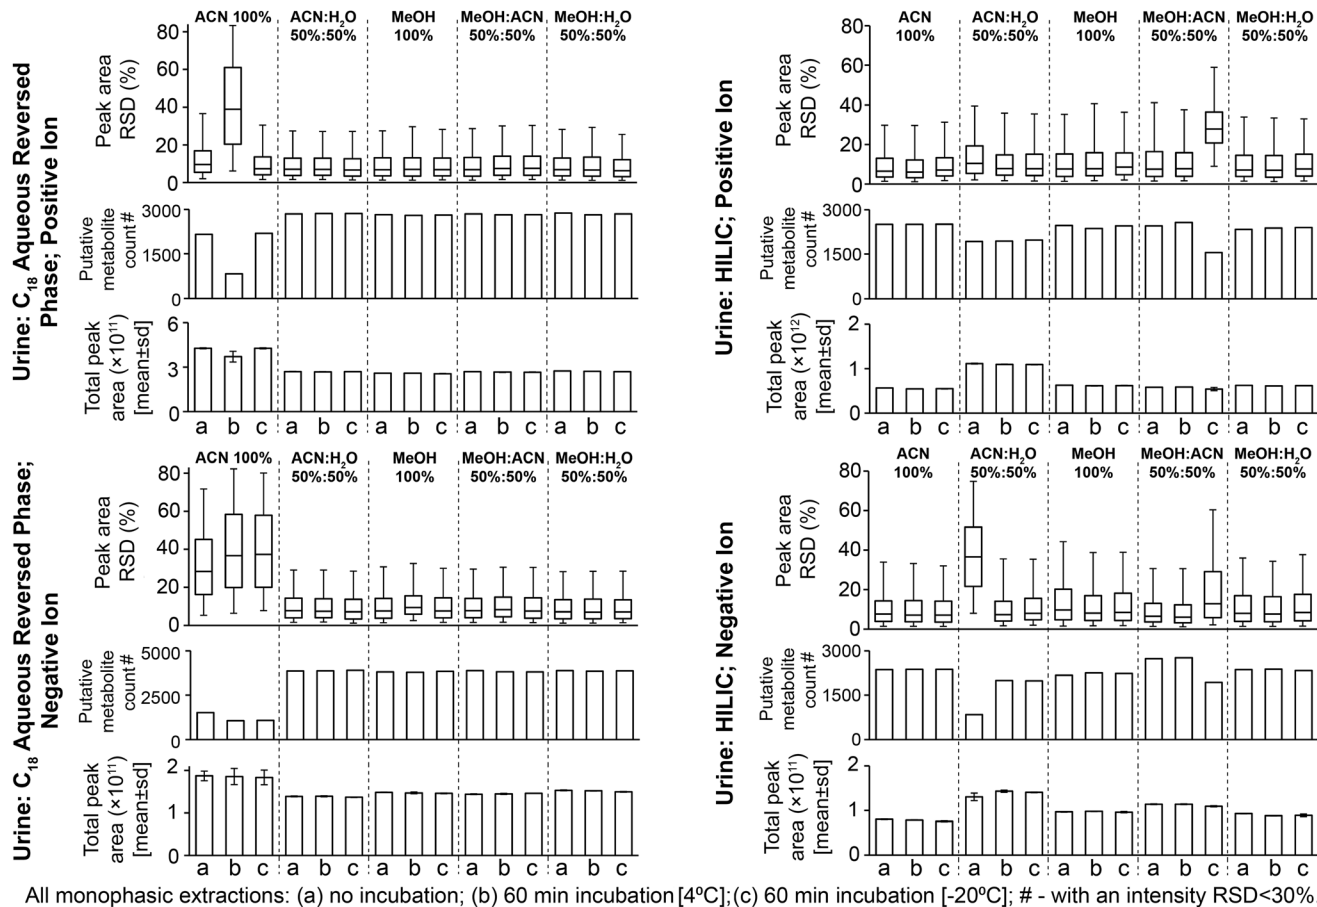 Urine: C18 Aqueous Reversed
Phase; Positive Ion
ACN 100%
ACN:H2O
50%:50%
MeOH
100%
MeOH:ACN
50%:50%
MeOH:H2O
50%:50%
Peak area
RSD (%)
80
60
40
20
0
Putative
metabolite
count#
3000
1500
0
Total peak
area (×10¹¹)
[mean±sd]
6
3
0
a b c a b c a b c a b c a b c
Urine: HILIC; Positive Ion
ACN
100%
ACN:H2O
50%:50%
MeOH
100%
MeOH:ACN
50%:50%
MeOH:H2O
50%:50%
Peak area
RSD (%)
80
60
40
20
0
Putative
metabolite
count#
3000
1500
0
Total peak
area (×10¹²)
[mean±sd]
2
1
0
a b c a b c a b c a b c a b c
Urine: C18 Aqueous Reversed Phase;
Negative Ion
ACN 100%
ACN:H2O
50%:50%
MeOH
100%
MeOH:ACN
50%:50%
MeOH:H2O
50%:50%
Peak area
RSD (%)
80
60
40
20
0
Putative
metabolite
count#
5000
2500
0
Total peak
area (×10¹¹)
[mean±sd]
2
1
0
a b c a b c a b c a b c a b c
Urine: HILIC; Negative Ion
ACN
100%
ACN:H2O
50%:50%
MeOH
100%
MeOH:ACN
50%:50%
MeOH:H2O
50%:50%
Peak area
RSD (%)
80
60
40
20
0
Putative
metabolite
count#
3000
1500
0
Total peak
area (×10¹¹)
[mean±sd]
2
1
0
a b c a b c a b c a b c a b c
All monophasic extractions: (a) no incubation; (b) 60 min incubation [4ºC];(c) 60 min incubation [-20ºC]; # - with an intensity RSD<30%.